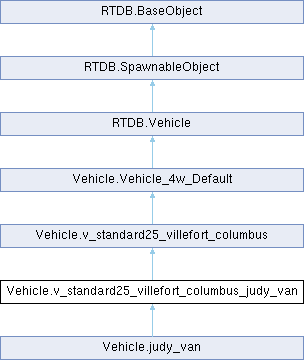 RTDB.BaseObject
RTDB.SpawnableObject
RTDB.Vehicle
Vehicle.Vehicle_4w_Default
Vehicle.v_standard25_villefort_columbus
Vehicle.v_standard25_villefort_columbus_judy_van
Vehicle.judy_van